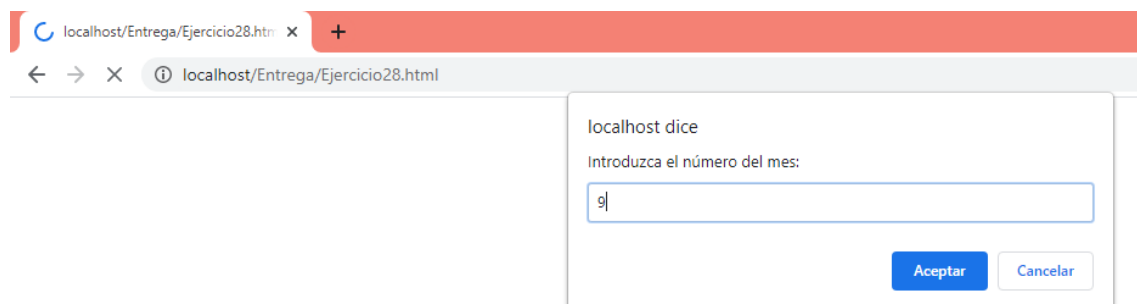 localhost/Entrega/Ejercicio28.htm
localhost/Entrega/Ejercicio28.html
localhost dice
Introduzca el número del mes:
9
Aceptar
Cancelar